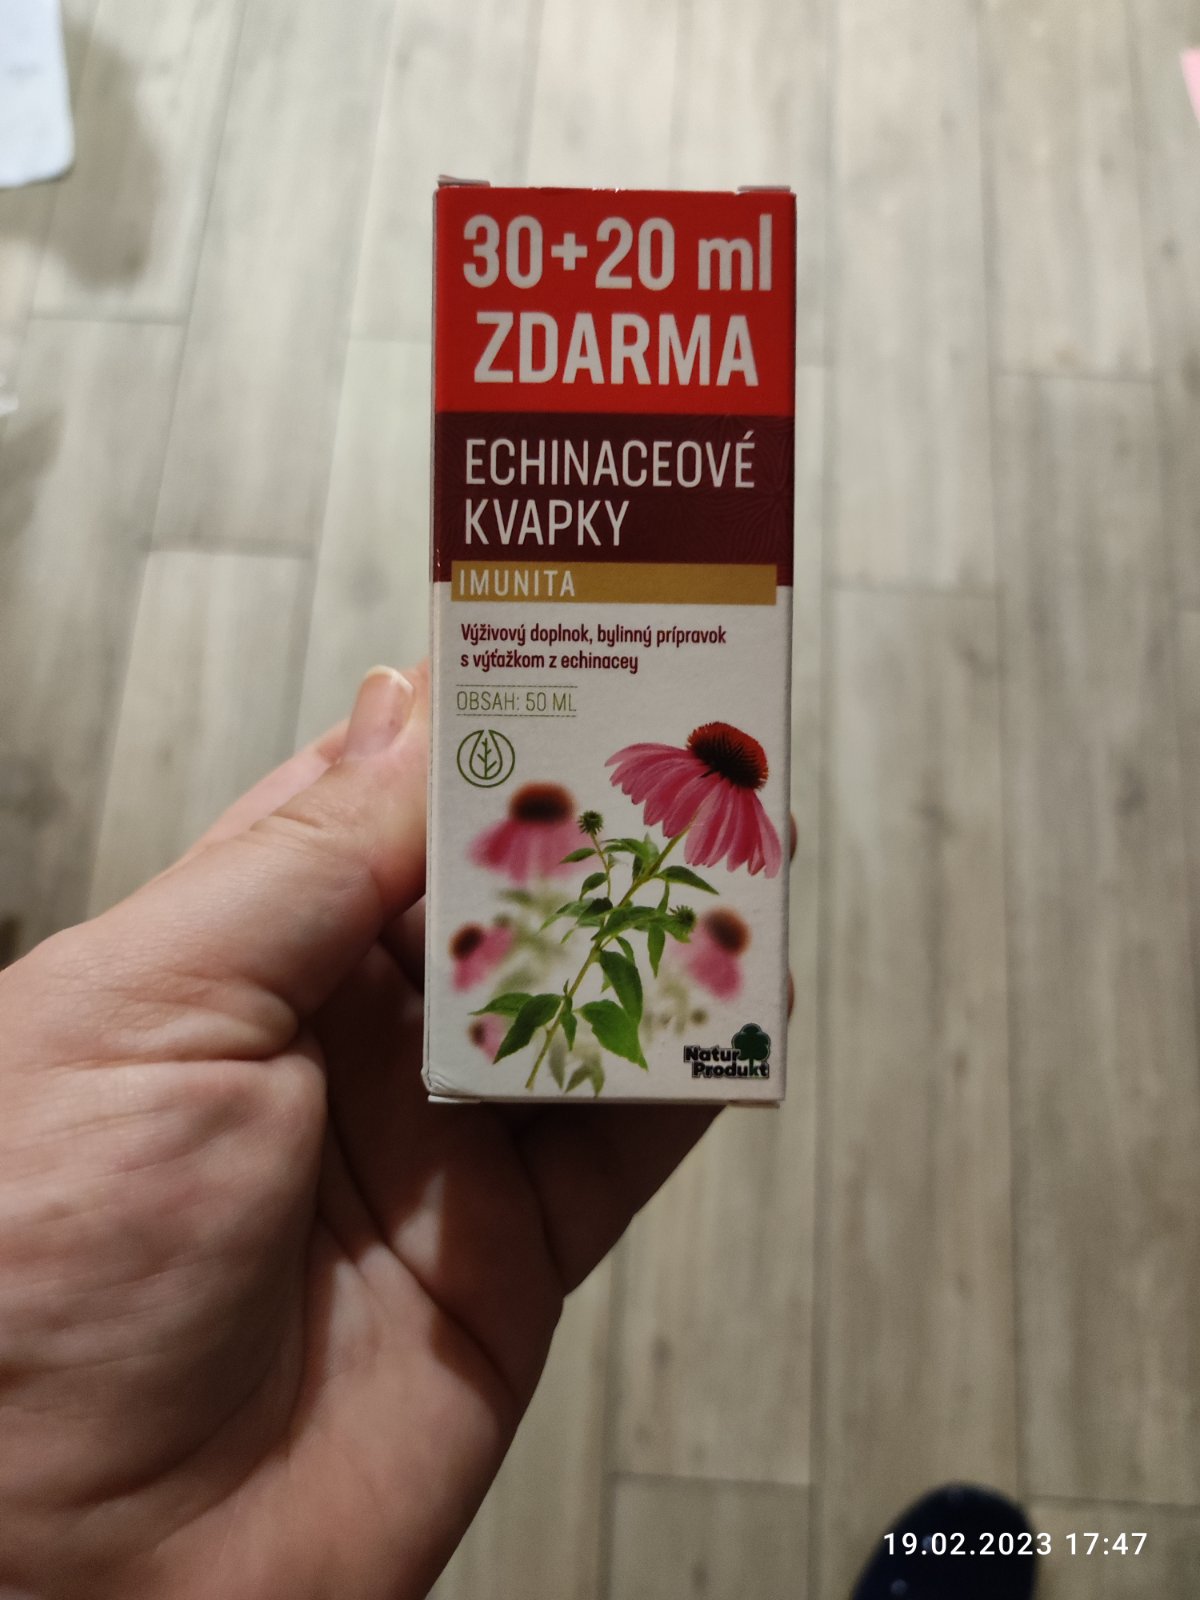 30+20 ml
ZDARMA
ECHINACEOVÉ
KVAPKY
IMUNITA
Výživový doplnok, bylinný prípravok
s výťažkom z echinacey
OBSAH: 50 ML
Natur
Produkt
19.02.2023 17:47